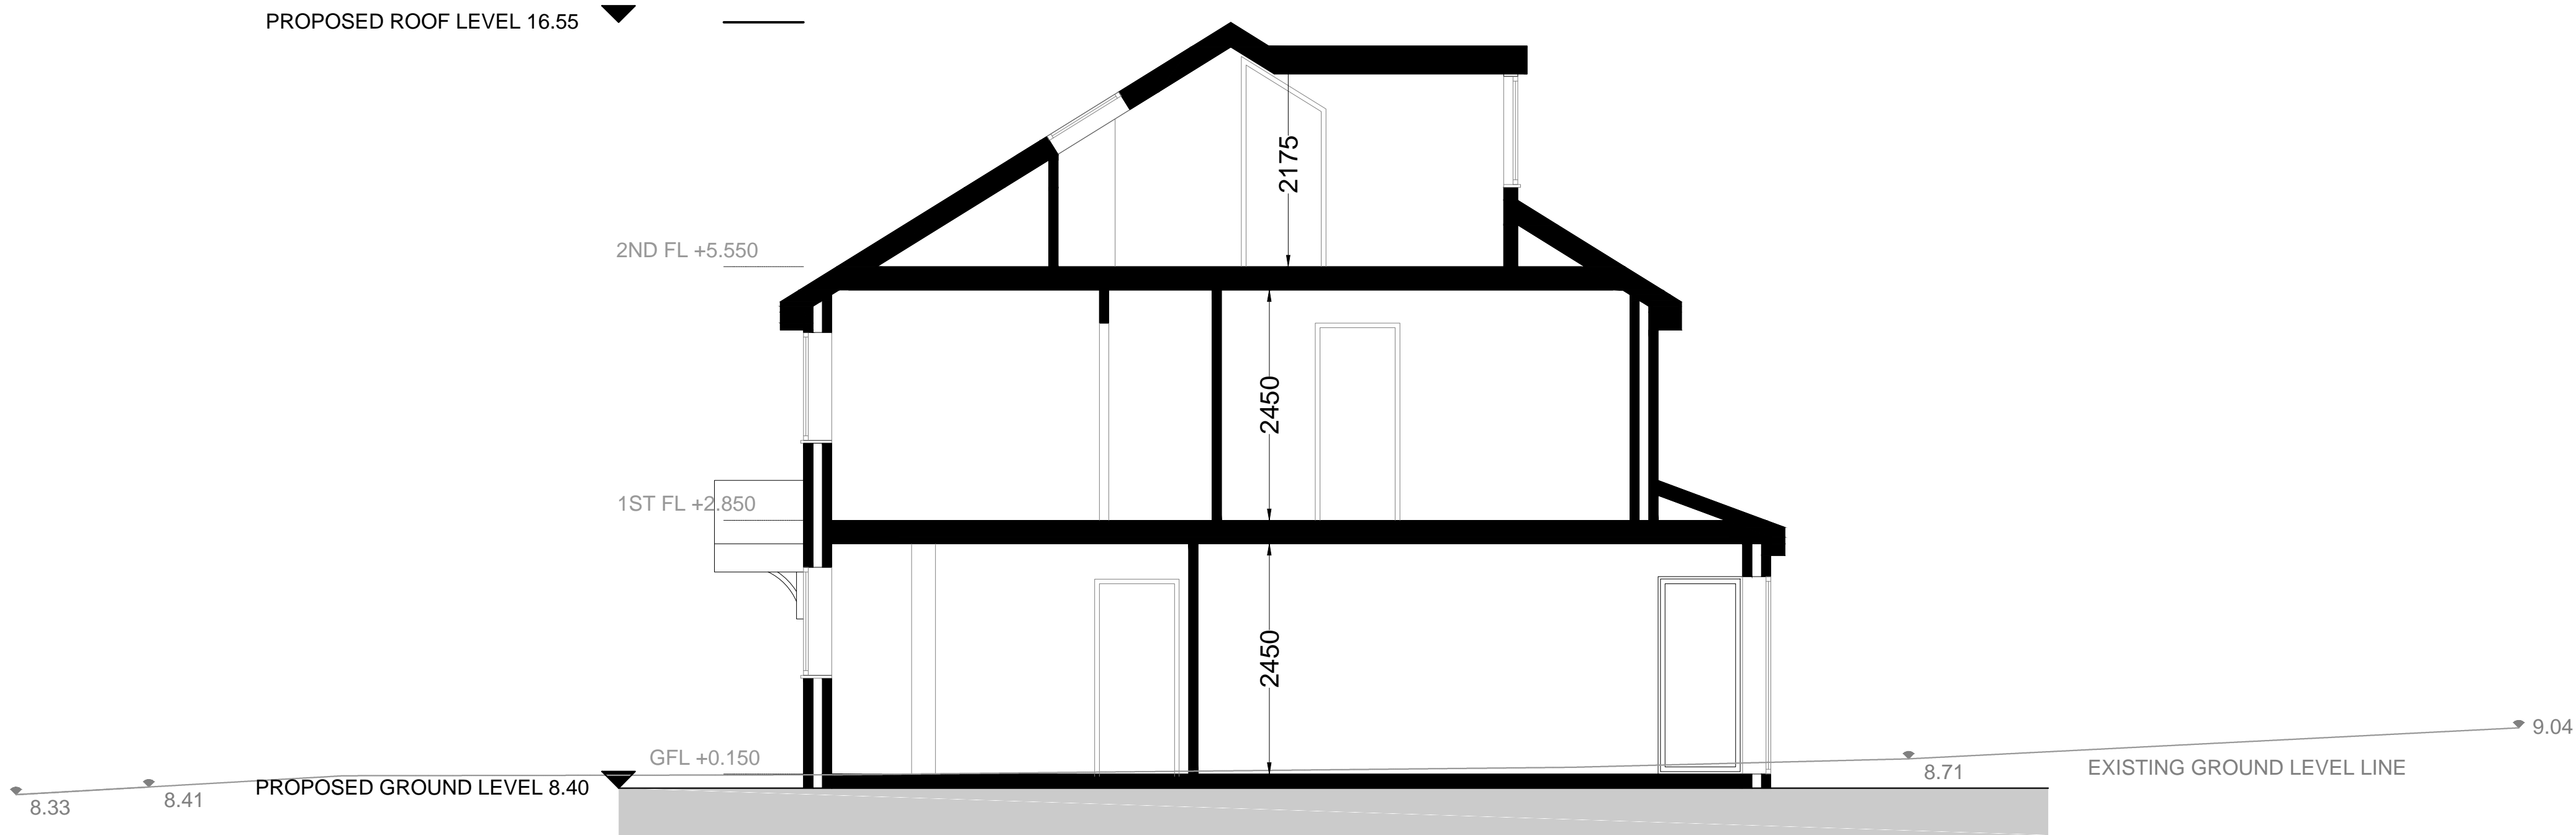 PROPOSED ROOF LEVEL 16.55
2175
2ND FL +5.550
2450
1ST FL +2.850
2450
GFL +0.150
PROPOSED GROUND LEVEL 8.40
8.33
8.41
8.71
9.04
EXISTING GROUND LEVEL LINE